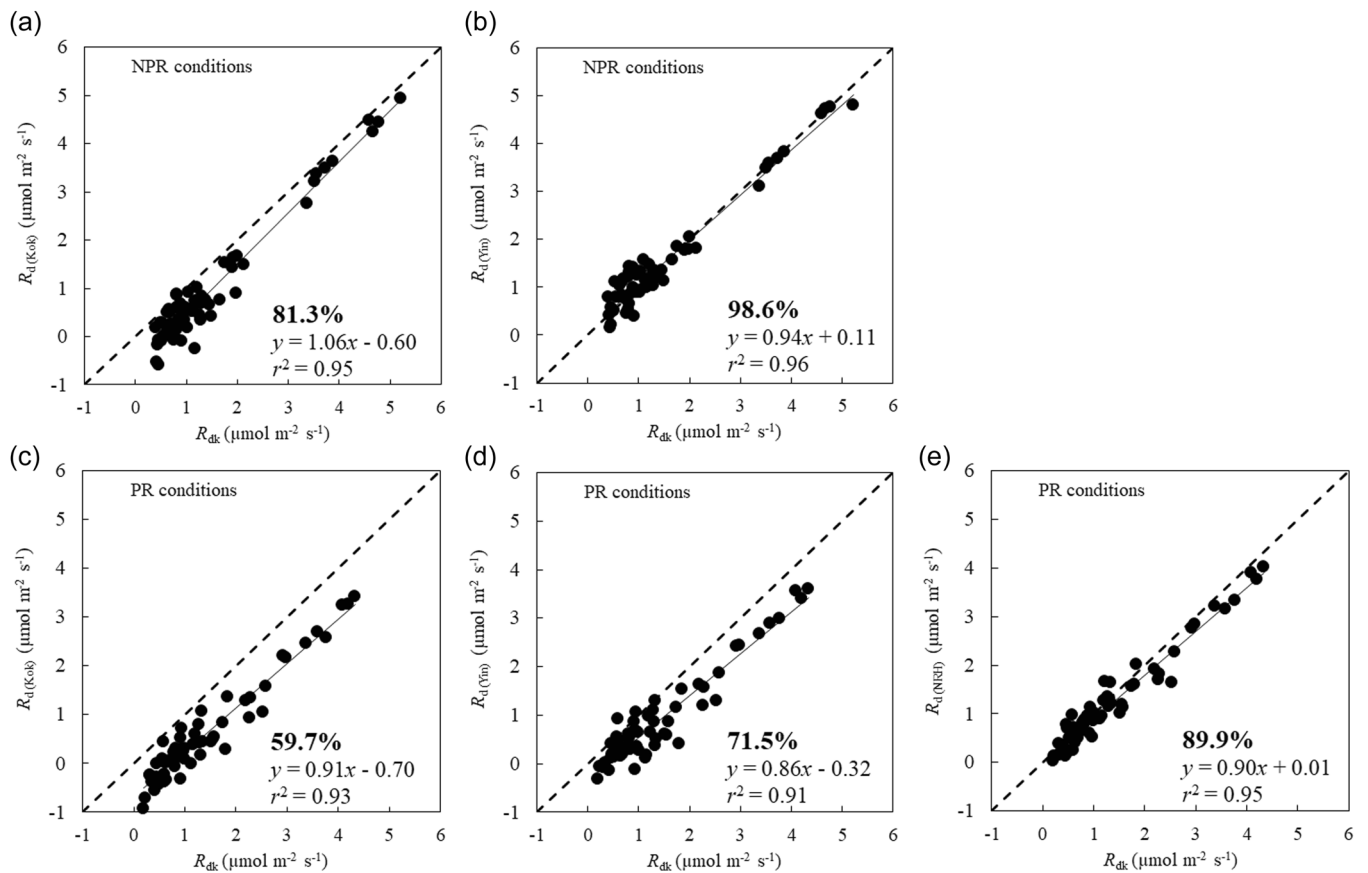 (a)
6
5
4
3
2
1
0
-1
-1 0 1 2 3 4 5 6
NPR conditions
Rd (Kok) (µmol m-2 s-1)
81.3%
y = 1.06x - 0.60
r2 = 0.95
Rdk (µmol m-2 s-1)
(b)
6
5
4
3
2
1
0
-1
-1 0 1 2 3 4 5 6
NPR conditions
Rd (Yin) (µmol m-2 s-1)
98.6%
y = 0.94x + 0.11
r2 = 0.96
Rdk (µmol m-2 s-1)
(c)
6
5
4
3
2
1
0
-1
-1 0 1 2 3 4 5 6
PR conditions
Rd (Kok) (µmol m-2 s-1)
59.7%
y = 0.91x - 0.70
r2 = 0.93
Rdk (µmol m-2 s-1)
(d)
6
5
4
3
2
1
0
-1
-1 0 1 2 3 4 5 6
PR conditions
Rd (Yin) (µmol m-2 s-1)
71.5%
y = 0.86x - 0.32
r2 = 0.91
Rdk (µmol m-2 s-1)
(e)
6
5
4
3
2
1
0
-1
-1 0 1 2 3 4 5 6
PR conditions
Rd (NRH) (µmol m-2 s-1)
89.9%
y = 0.90x + 0.01
r2 = 0.95
Rdk (µmol m-2 s-1)